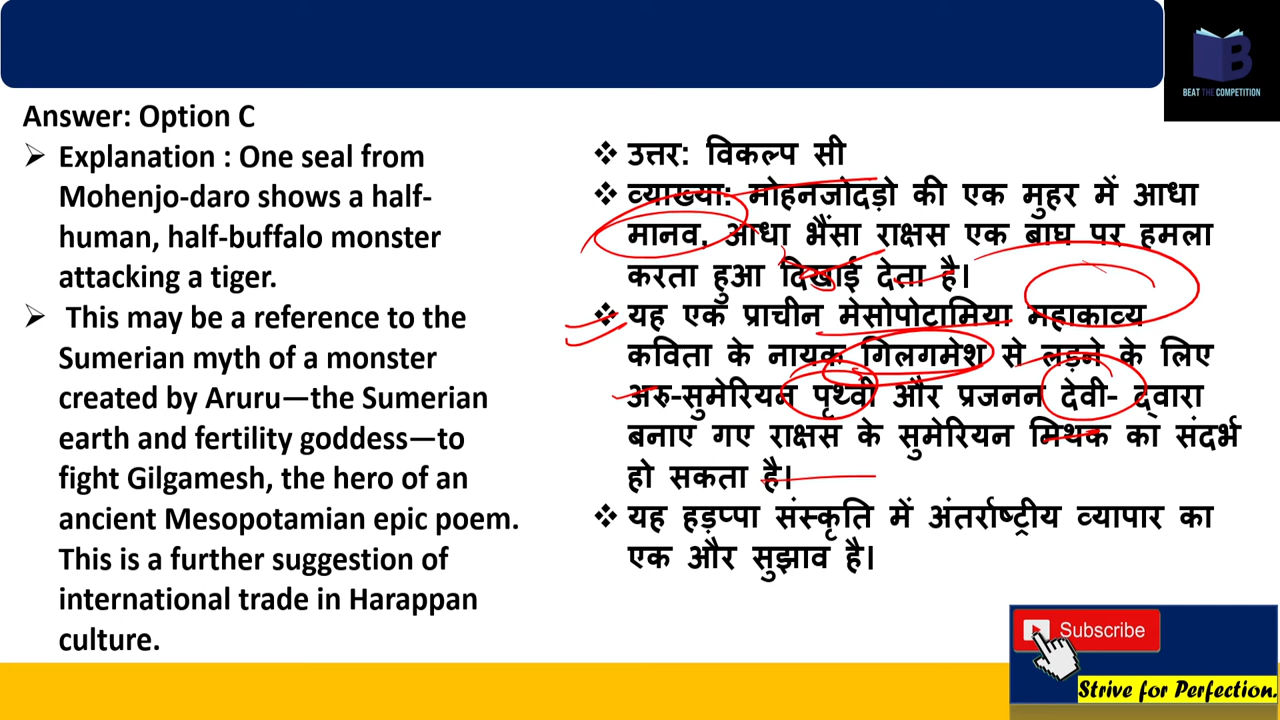 BEAT THE COMPETITION
Answer: Option C
➢ Explanation : One seal from
Mohenjo-daro shows a half-
human, half-buffalo monster
attacking a tiger.
➢ This may be a reference to the
Sumerian myth of a monster
created by Aruru—the Sumerian
earth and fertility goddess—to
fight Gilgamesh, the hero of an
ancient Mesopotamian epic poem.
This is a further suggestion of
international trade in Harappan
culture.
❖ उत्तर: विकल्प सी
❖ व्याख्या: मोहनजोदड़ो की एक मुहर में आधा
मानव, आधा भैंसा राक्षस एक बाघ पर हमला
करता हुआ दिखाई देता है।
❖ यह एक प्राचीन मेसोपोटामिया महाकाव्य
कविता के नायक गिलगमेश से लड़ने के लिए
अरु-सुमेरियन पृथ्वी और प्रजनन देवी- द्वारा
बनाए गए राक्षस के सुमेरियन मिथक का संदर्भ
हो सकता है।
❖ यह हड़प्पा संस्कृति में अंतर्राष्ट्रीय व्यापार का
एक और सुझाव है।
Subscribe
Strive for Perfection.